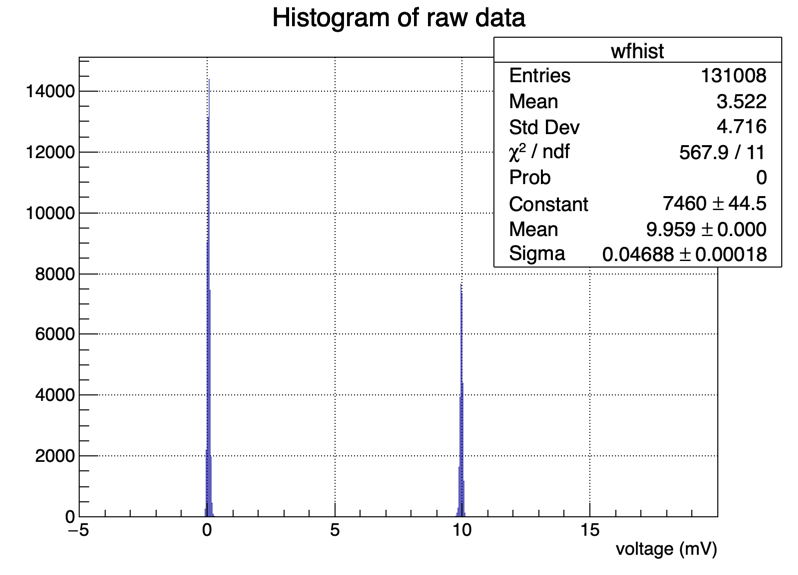 Histogram of raw data
wfhist
Entries 131008
Mean 3.522
Std Dev 4.716
χ² / ndf 567.9 / 11
Prob 0
Constant 7460 ± 44.5
Mean 9.959 ± 0.000
Sigma 0.04688 ± 0.00018
14000
12000
10000
8000
6000
4000
2000
0
−5 0 5 10 15
voltage (mV)